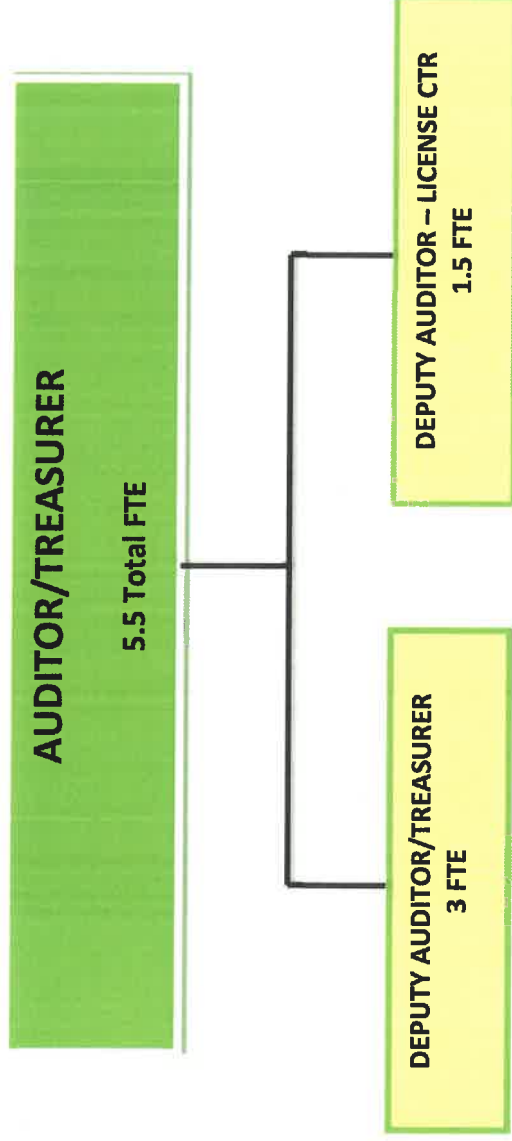 AUDITOR/TREASURER
5.5 Total FTE
DEPUTY AUDITOR/TREASURER
3 FTE
DEPUTY AUDITOR – LICENSE CTR
1.5 FTE